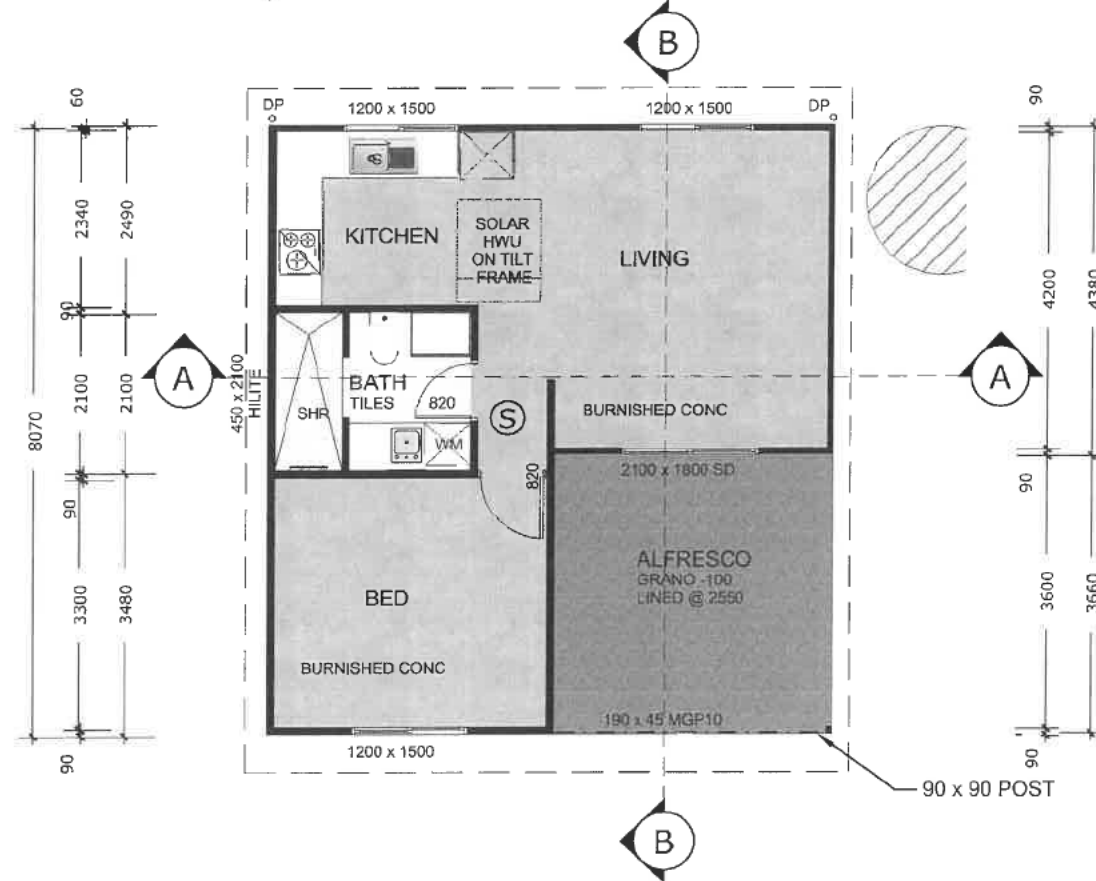 B
DP
1200 x 1500
1200 x 1500
DP
60
90
2340
2490
KITCHEN
SOLAR
HWU
ON TILT
FRAME
LIVING
4200
4380
90
A
450 x 2100
HILITE
2100
2100
8070
BATH
TILES
820
SHR
WM
S
BURNISHED CONC
A
2100 x 1800 SD
820
90
90
ALFRESCO
GRANO -100
LINED @ 2550
BED
3300
3480
3600
3660
BURNISHED CONC
190 x 45 MGP10
1200 x 1500
90
90
90 x 90 POST
B